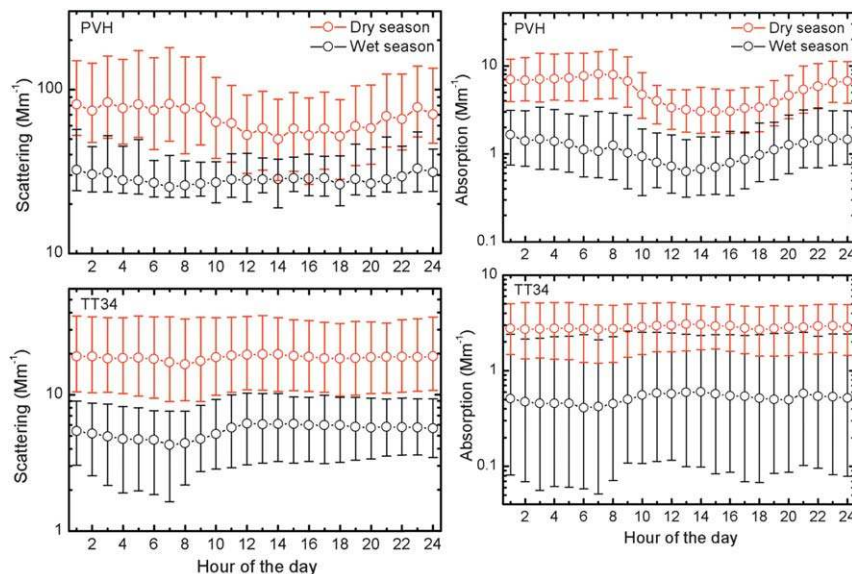 PVH
Dry season
Wet season
Scattering (Mm⁻¹)
100
10
2 4 6 8 10 12 14 16 18 20 22 24
PVH
Dry season
Wet season
Absorption (Mm⁻¹)
10
1
0.1
2 4 6 8 10 12 14 16 18 20 22 24
TT34
Scattering (Mm⁻¹)
10
1
2 4 6 8 10 12 14 16 18 20 22 24
Hour of the day
TT34
Absorption (Mm⁻¹)
10
1
0.1
2 4 6 8 10 12 14 16 18 20 22 24
Hour of the day